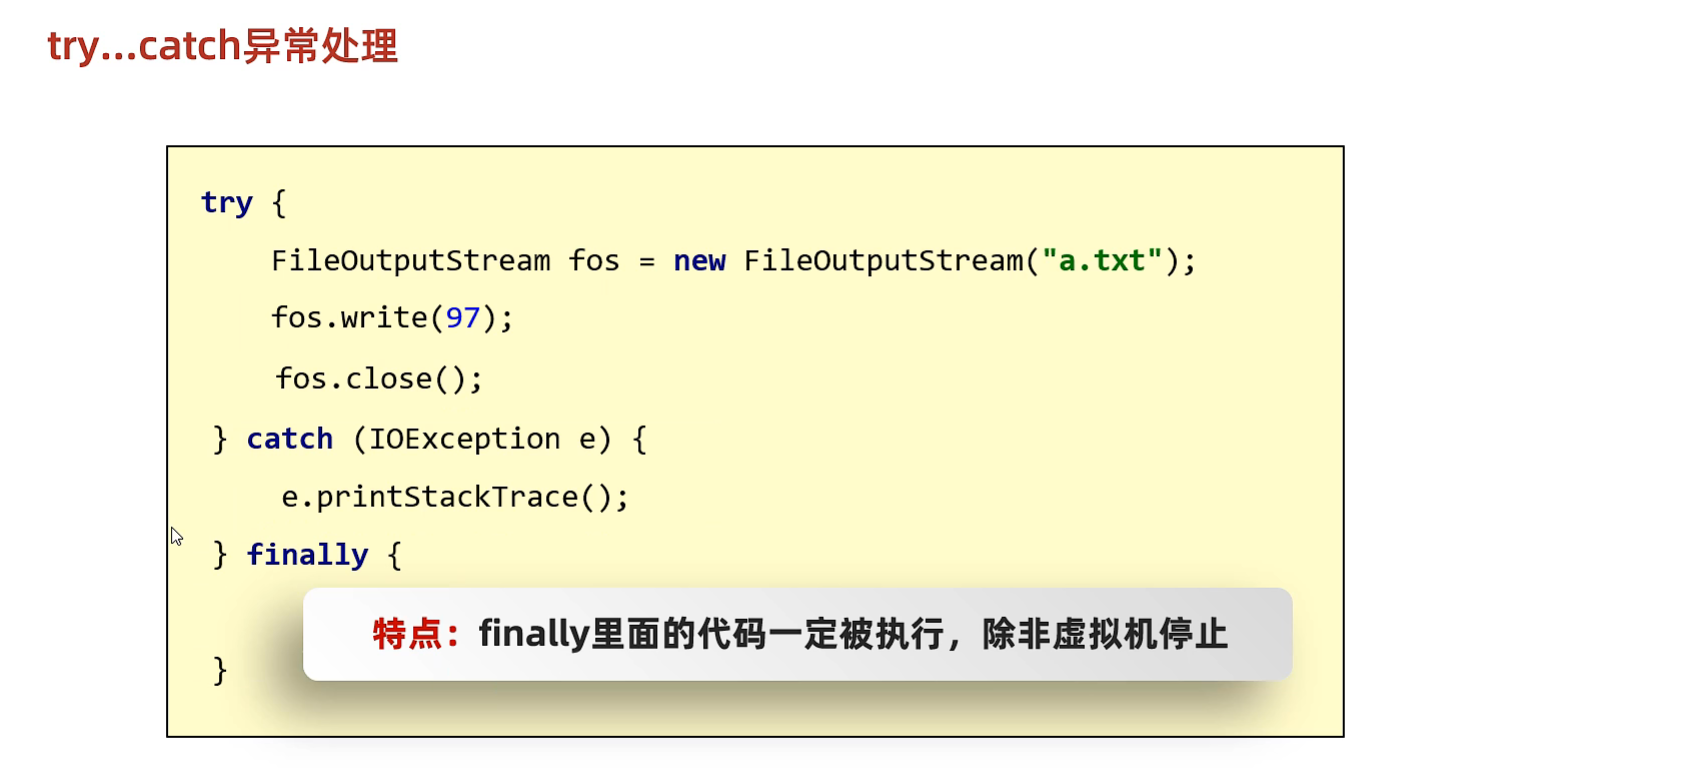 try...catch异常处理
try {
FileOutputStream fos = new FileOutputStream("a.txt");
fos.write(97);
fos.close();
} catch (IOException e) {
e.printStackTrace();
} finally {
特点：finally里面的代码一定被执行，除非虚拟机停止
}